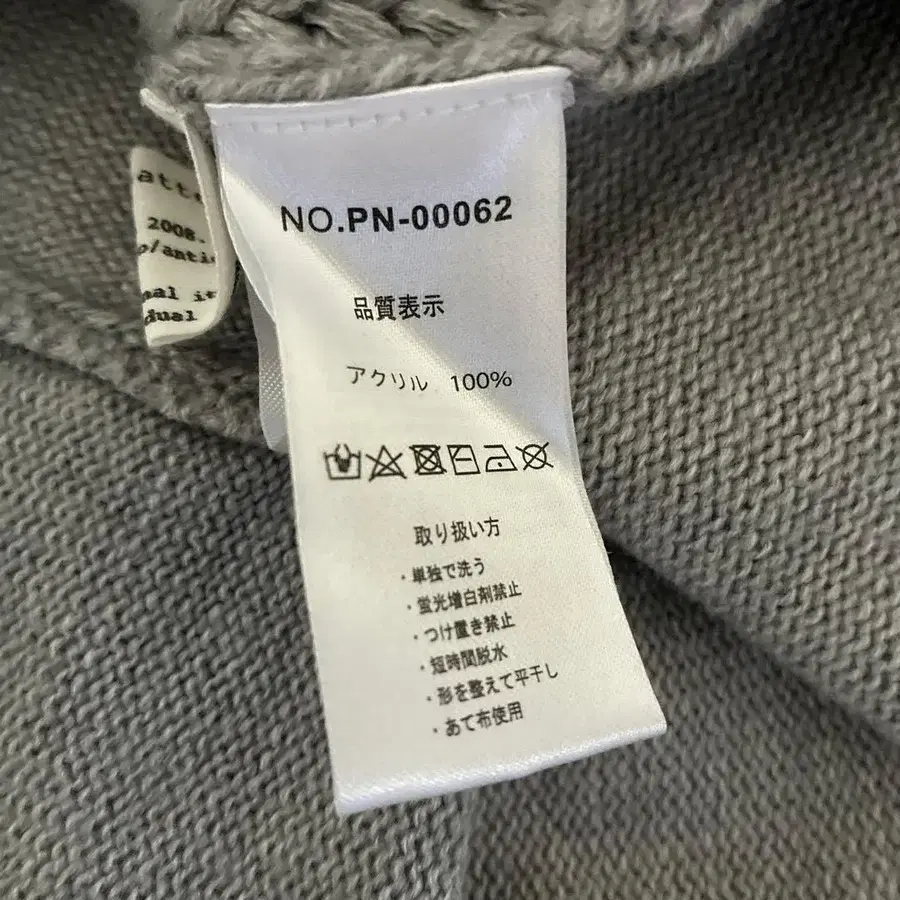 NO.PN-00062
品質表示
アクリル 100%
取り扱い方
・単独で洗う
・蛍光増白剤禁止
・つけ置き禁止
・短時間脱水
・形を整えて平干し
・あて布使用
2008.